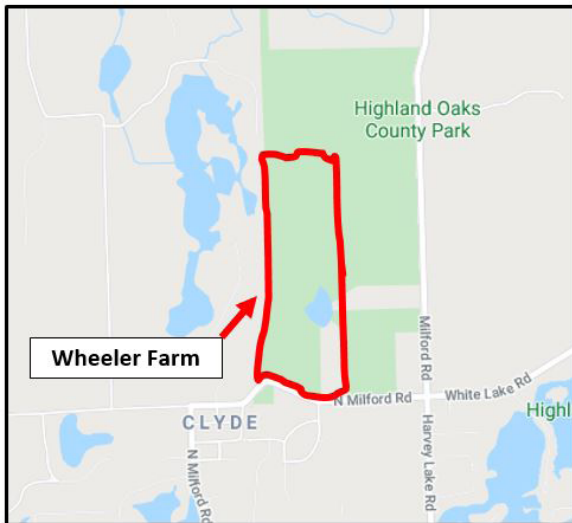 Highland Oaks
County Park
Wheeler Farm
Milford Rd
N Milford Rd
White Lake Rd
Highl
CLYDE
N Milford Rd
Harvey Lake Rd